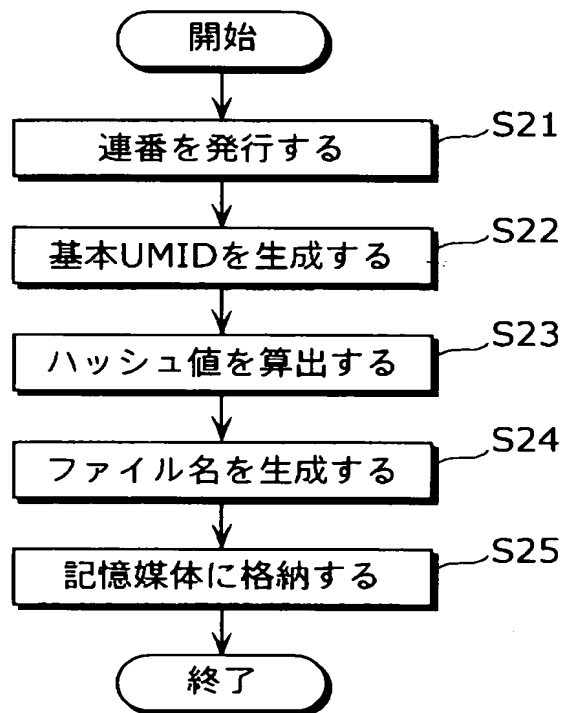 開始
連番を発行する
S21
基本UMIDを生成する
S22
ハッシュ値を算出する
S23
ファイル名を生成する
S24
記憶媒体に格納する
S25
終了